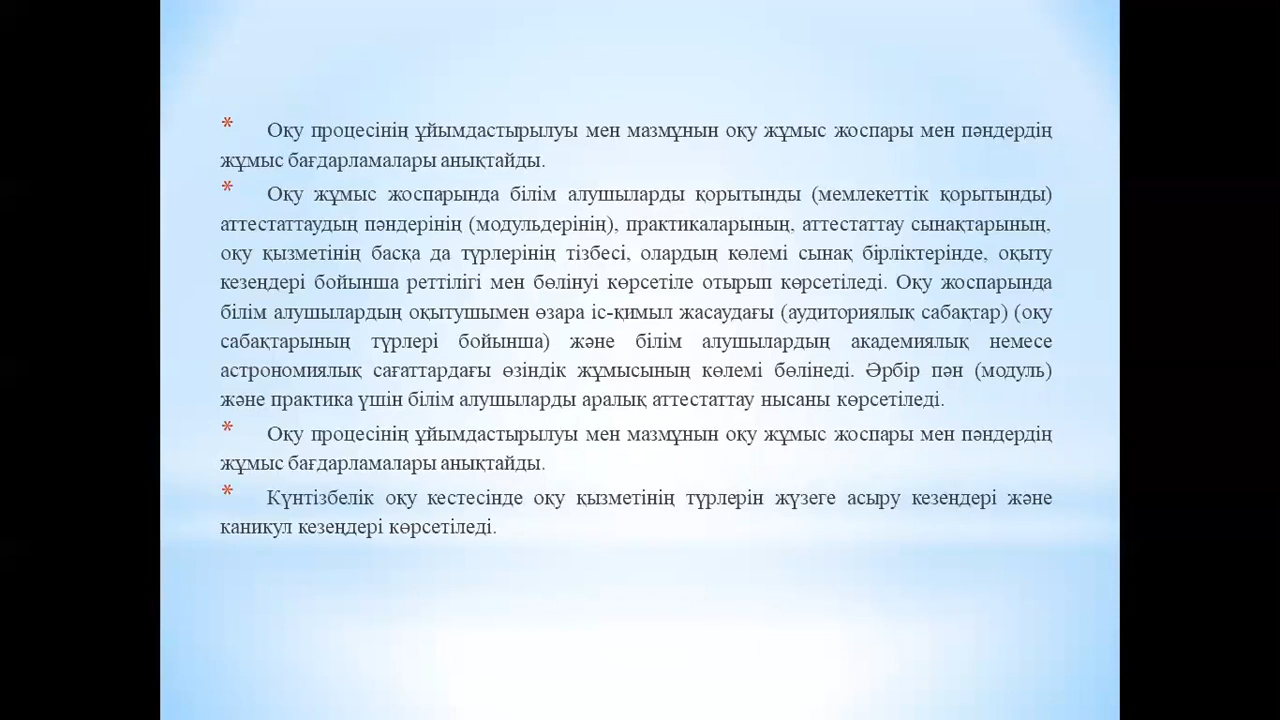 * Оқу процесінің ұйымдастырылуы мен мазмұнын оқу жұмыс жоспары мен пәндердің
жұмыс бағдарламалары анықтайды.
* Оқу жұмыс жоспарында білім алушыларды қорытынды (мемлекеттік қорытынды)
аттестаттаудың пәндерінің (модульдерінің), практикаларының, аттестаттау сынақтарының,
оқу қызметінің басқа да түрлерінің тізбесі, олардың көлемі сынақ бірліктерінде, оқыту
кезеңдері бойынша реттілігі мен бөлінуі көрсетіле отырып көрсетіледі. Оқу жоспарында
білім алушылардың оқытушымен өзара іс-қимыл жасаудағы (аудиториялық сабақтар) (оқу
сабақтарының түрлері бойынша) және білім алушылардың академиялық немесе
астрономиялық сағаттардағы өзіндік жұмысының көлемі бөлінеді. Әрбір пән (модуль)
және практика үшін білім алушыларды аралық аттестаттау нысаны көрсетіледі.
* Оқу процесінің ұйымдастырылуы мен мазмұнын оқу жұмыс жоспары мен пәндердің
жұмыс бағдарламалары анықтайды.
* Күнтізбелік оқу кестесінде оқу қызметінің түрлерін жүзеге асыру кезеңдері және
каникул кезеңдері көрсетіледі.